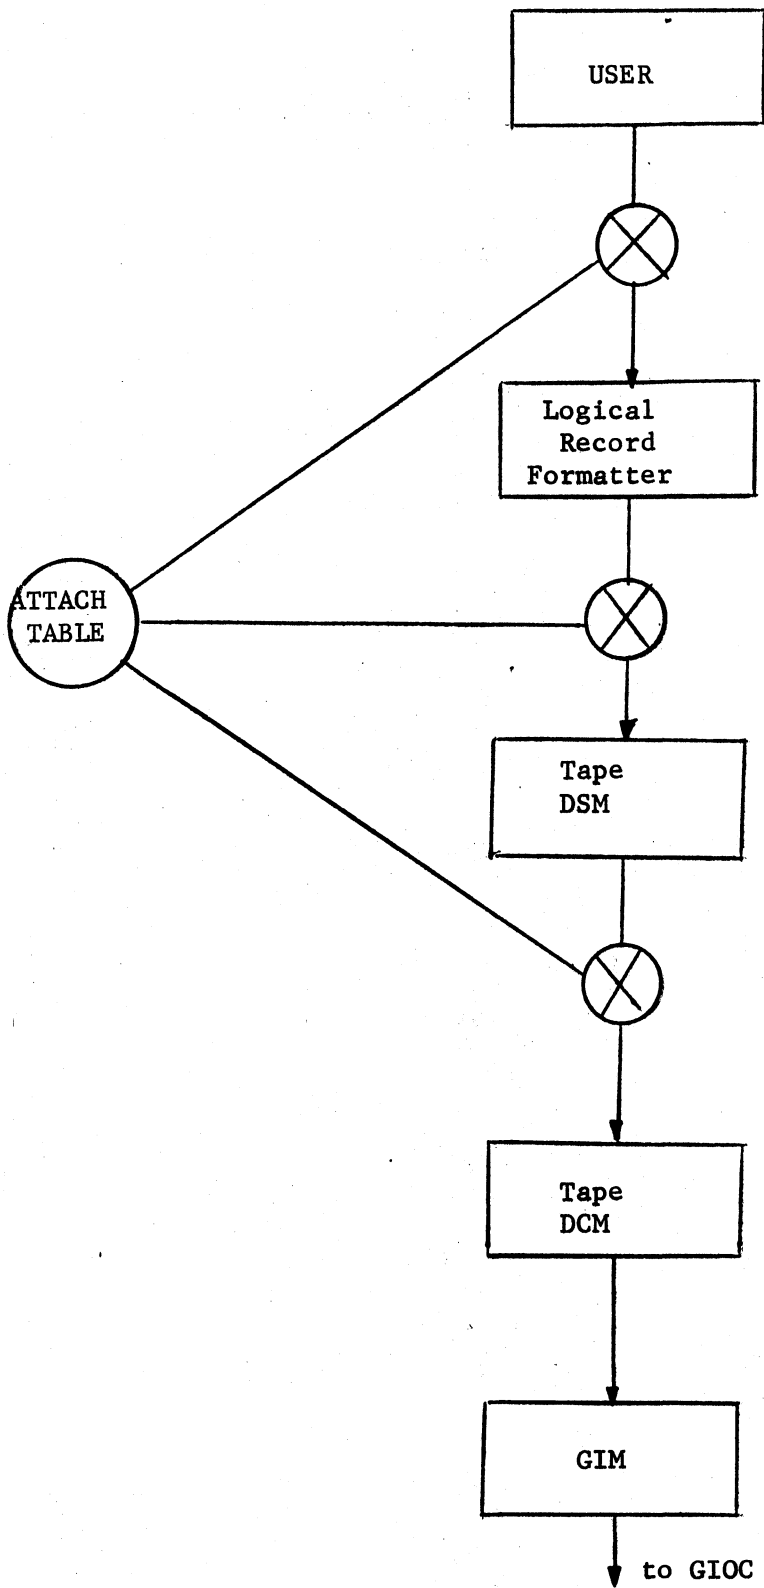 USER
Logical
Record
Formatter
ATTACH
TABLE
Tape
DSM
Tape
DCM
GIM
to GIOC